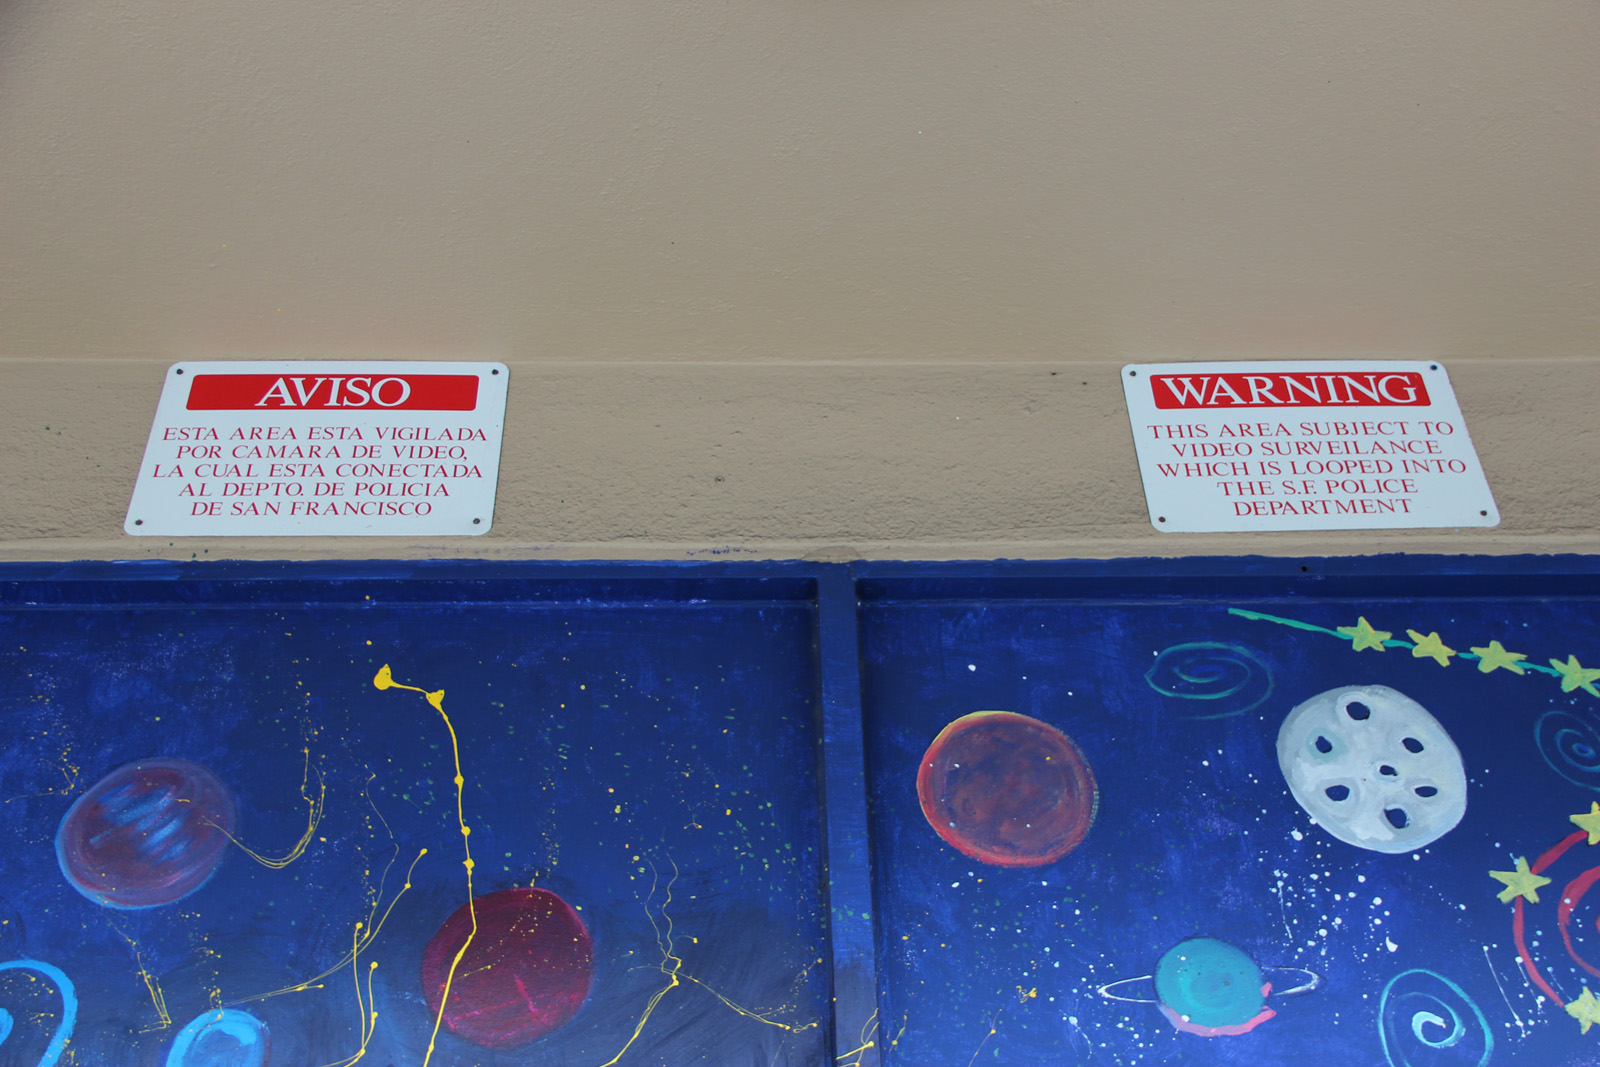 AVISO
ESTA AREA ESTA VIGILADA
POR CAMARA DE VIDEO,
LA CUAL ESTA CONECTADA
AL DEPTO. DE POLICIA
DE SAN FRANCISCO
WARNING
THIS AREA SUBJECT TO
VIDEO SURVEILANCE
WHICH IS LOOPED INTO
THE S.F. POLICE
DEPARTMENT